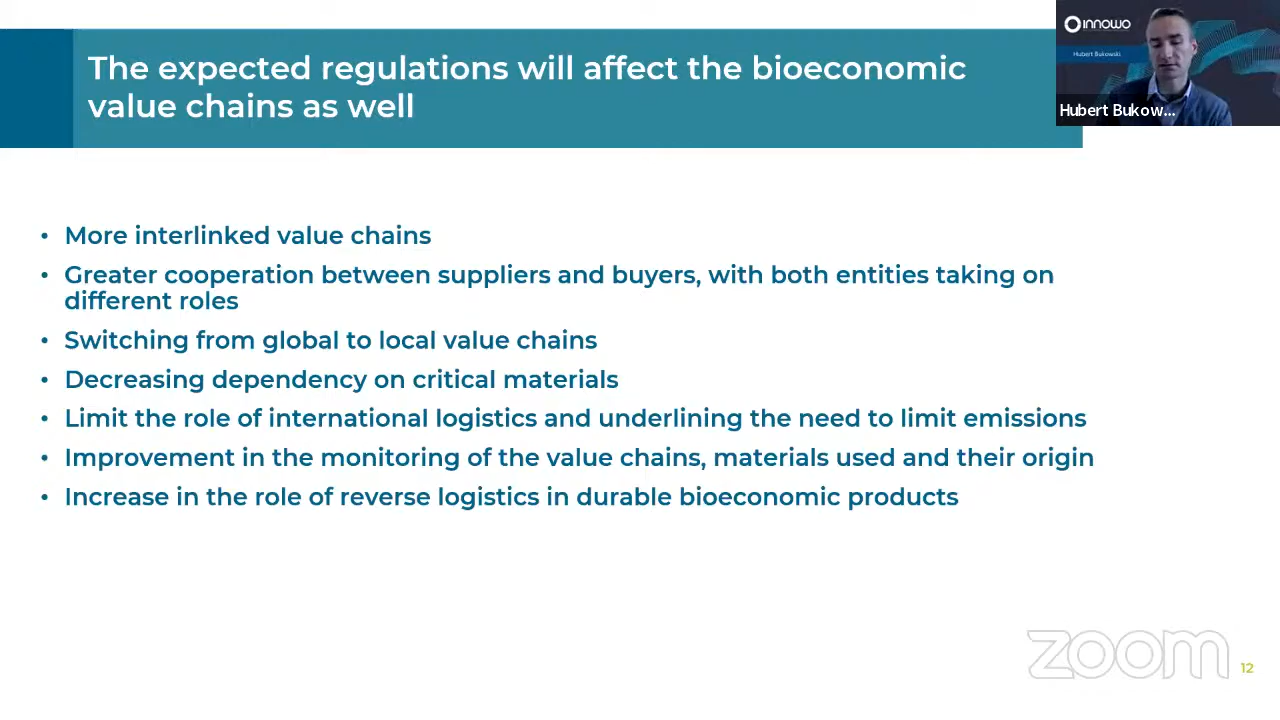 The expected regulations will affect the bioeconomic
value chains as well
innowo
Hubert Bukowski
Hubert Bukow...
• More interlinked value chains
• Greater cooperation between suppliers and buyers, with both entities taking on
different roles
• Switching from global to local value chains
• Decreasing dependency on critical materials
• Limit the role of international logistics and underlining the need to limit emissions
• Improvement in the monitoring of the value chains, materials used and their origin
• Increase in the role of reverse logistics in durable bioeconomic products
zoom
12